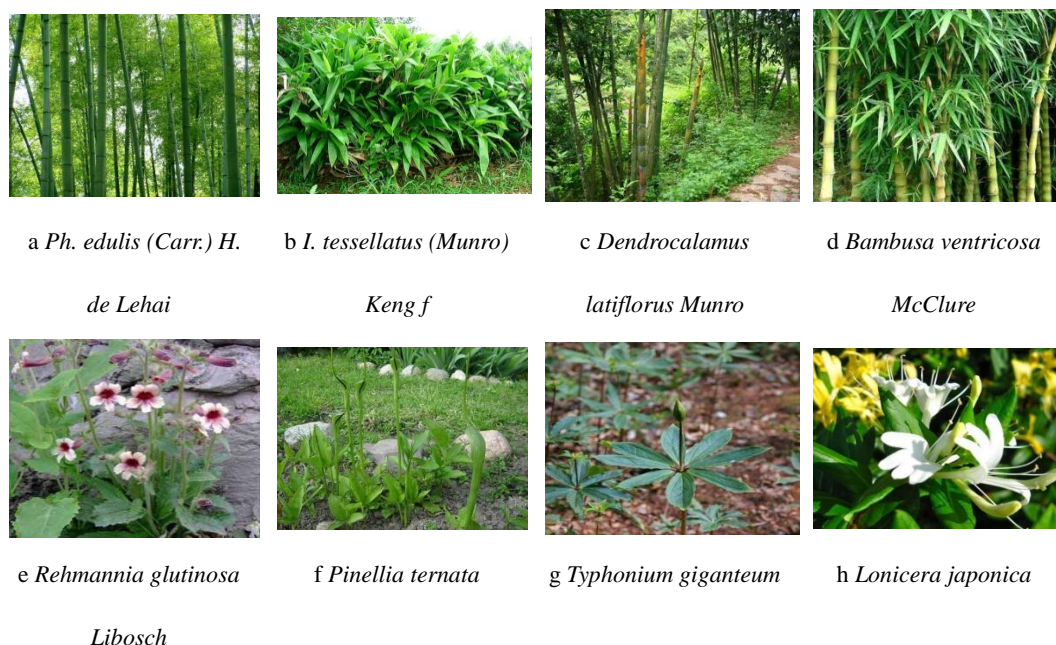 a Ph. edulis (Carr.) H.
de Lehai
b I. tessellatus (Munro)
Keng f
c Dendrocalamus
latiflorus Munro
d Bambusa ventricosa
McClure
e Rehmannia glutinosa
Libosch
f Pinellia ternata
g Typhonium giganteum
h Lonicera japonica